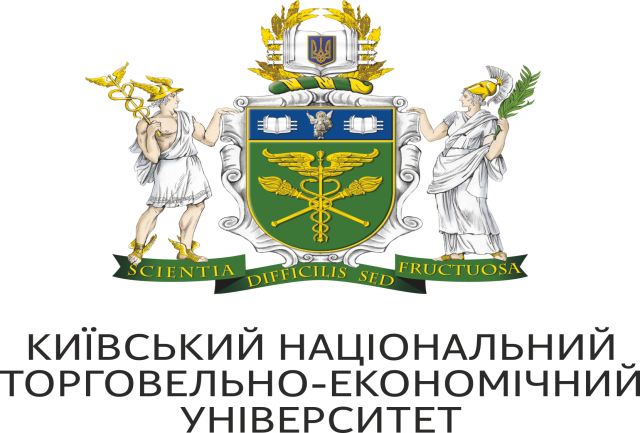 SCIENTIA DIFFICILIS SED FRUCTUOSA
КИЇВСЬКИЙ НАЦІОНАЛЬНИЙ
ТОРГОВЕЛЬНО-ЕКОНОМІЧНИЙ
УНІВЕРСИТЕТ